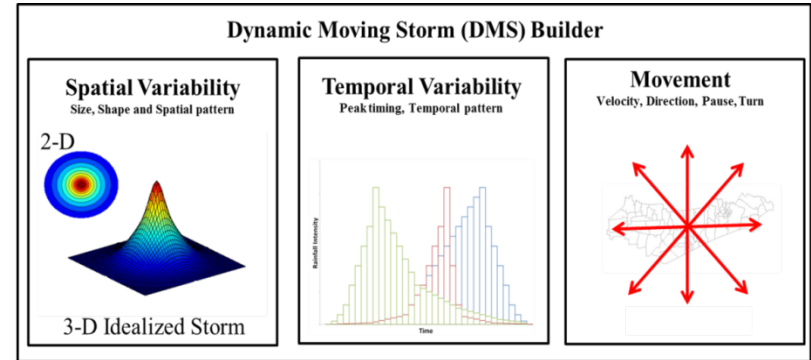 Dynamic Moving Storm (DMS) Builder
Spatial Variability
Size, Shape and Spatial pattern
2-D
3-D Idealized Storm
Temporal Variability
Peak timing, Temporal pattern
Rainfall Intensity
Time
Movement
Velocity, Direction, Pause, Turn